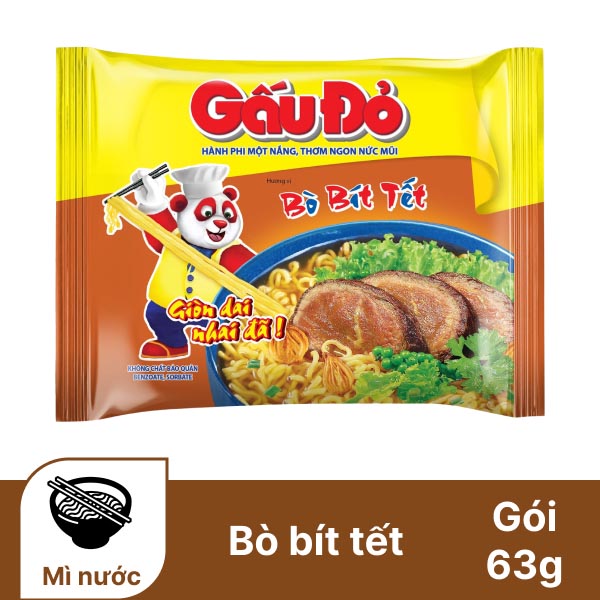 Gấu Đỏ
HÀNH PHI MỘT NẮNG, THƠM NGON NỨC MŨI
Hương vị
Bò Bít Tết
Giòn dai
nhai đã!
KHÔNG CHẤT BẢO QUẢN
BENZOATE, SORBATE
Mì nước
Bò bít tết
Gói
63g